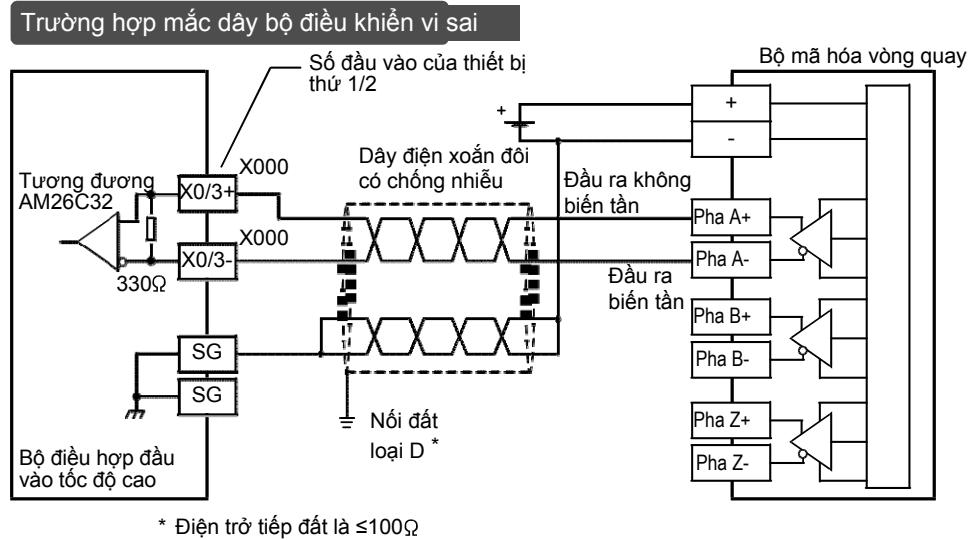 Trường hợp mắc dây bộ điều khiển vi sai
Số đầu vào của thiết bị
thứ 1/2
Bộ mã hóa vòng quay
+
+
-
Tương đương
AM26C32
X0/3+
X000
X0/3-
X000
330Ω
Dây điện xoắn đôi
có chống nhiễu
Đầu ra không
biến tần
Đầu ra
biến tần
Pha A+
Pha A-
Pha B+
Pha B-
Pha Z+
Pha Z-
SG
SG
Nối đất
loại D *
Bộ điều hợp đầu
vào tốc độ cao
* Điện trở tiếp đất là ≤100Ω